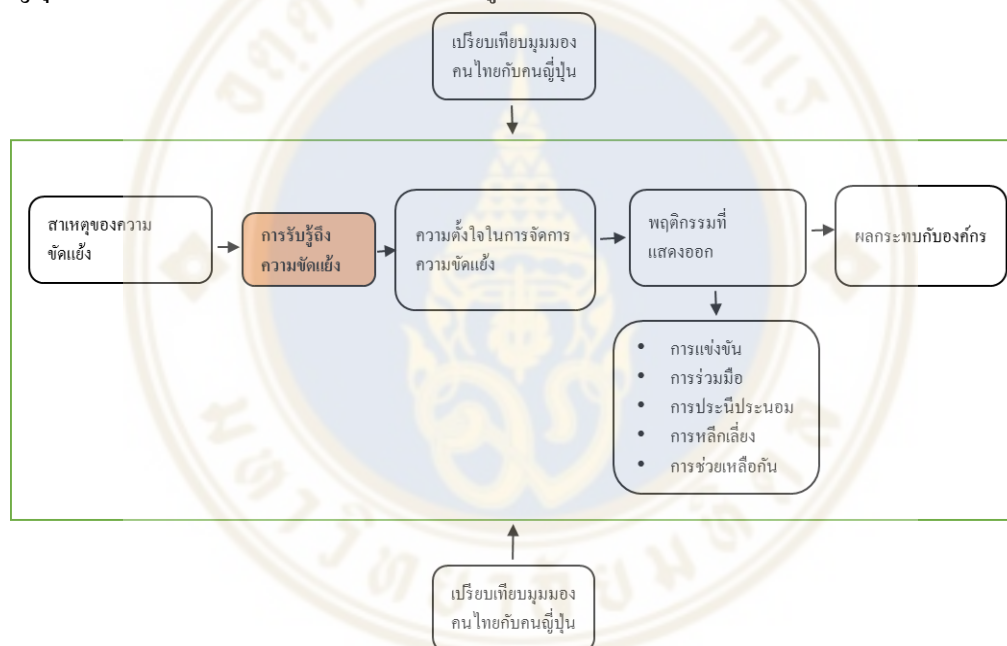 เปรียบเทียบมุมมอง
คนไทยกับคนญี่ปุ่น
สาเหตุของความ
ขัดแย้ง
การรับรู้ถึง
ความขัดแย้ง
ความตั้งใจในการจัดการ
ความขัดแย้ง
พฤติกรรมที่
แสดงออก
ผลกระทบกับองค์กร
• การแข่งขัน
• การร่วมมือ
• การประนีประนอม
• การหลีกเลี่ยง
• การช่วยเหลือกัน
เปรียบเทียบมุมมอง
คนไทยกับคนญี่ปุ่น